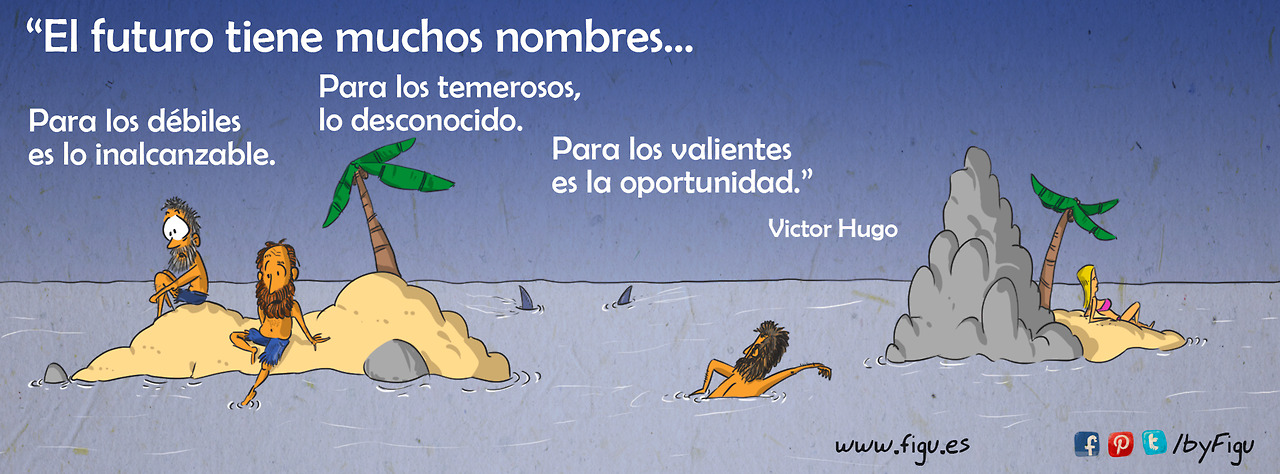 “El futuro tiene muchos nombres...
Para los débiles
es lo inalcanzable.
Para los temerosos,
lo desconocido.
Para los valientes
es la oportunidad.”
Victor Hugo
www.figu.es
/byFigu